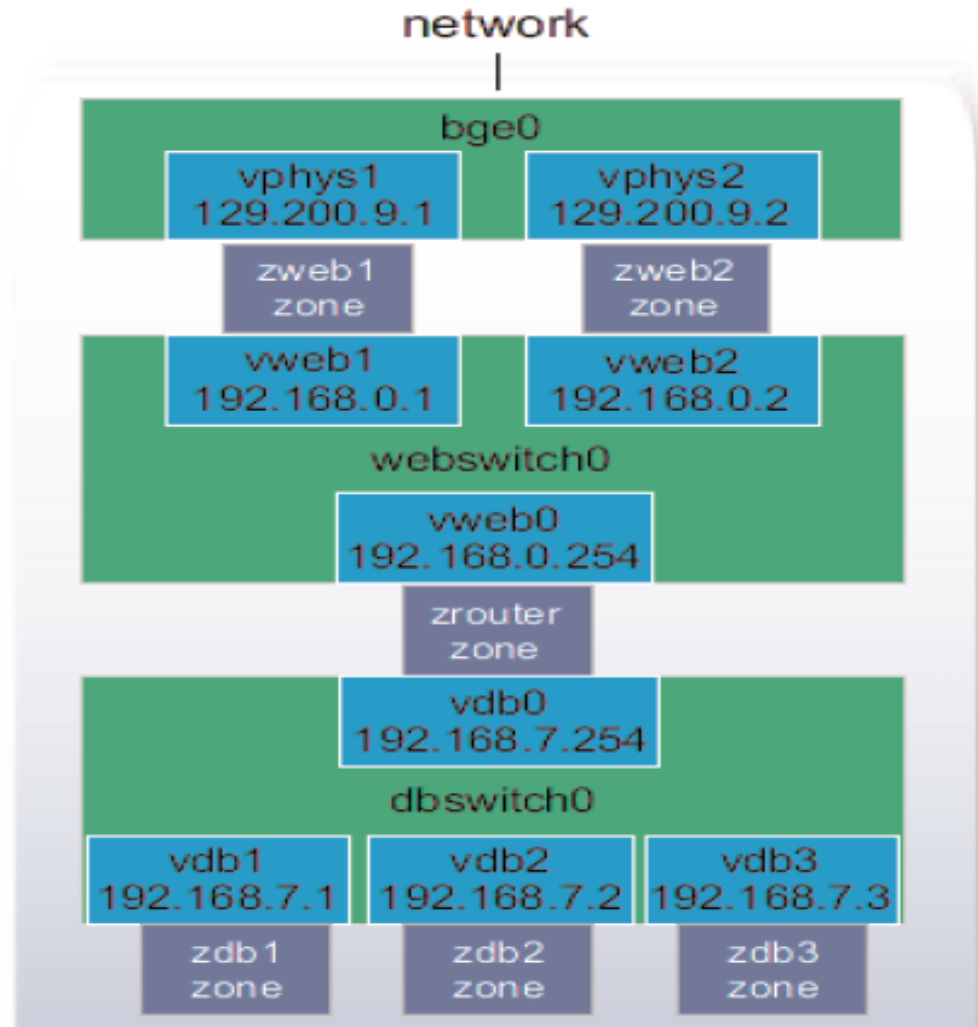 network
bge0
vphys1
129.200.9.1
vphys2
129.200.9.2
zweb1
zone
zweb2
zone
vweb1
192.168.0.1
vweb2
192.168.0.2
webswitch0
vweb0
192.168.0.254
zrouter
zone
vdb0
192.168.7.254
dbswitch0
vdb1
192.168.7.1
vdb2
192.168.7.2
vdb3
192.168.7.3
zdb1
zone
zdb2
zone
zdb3
zone